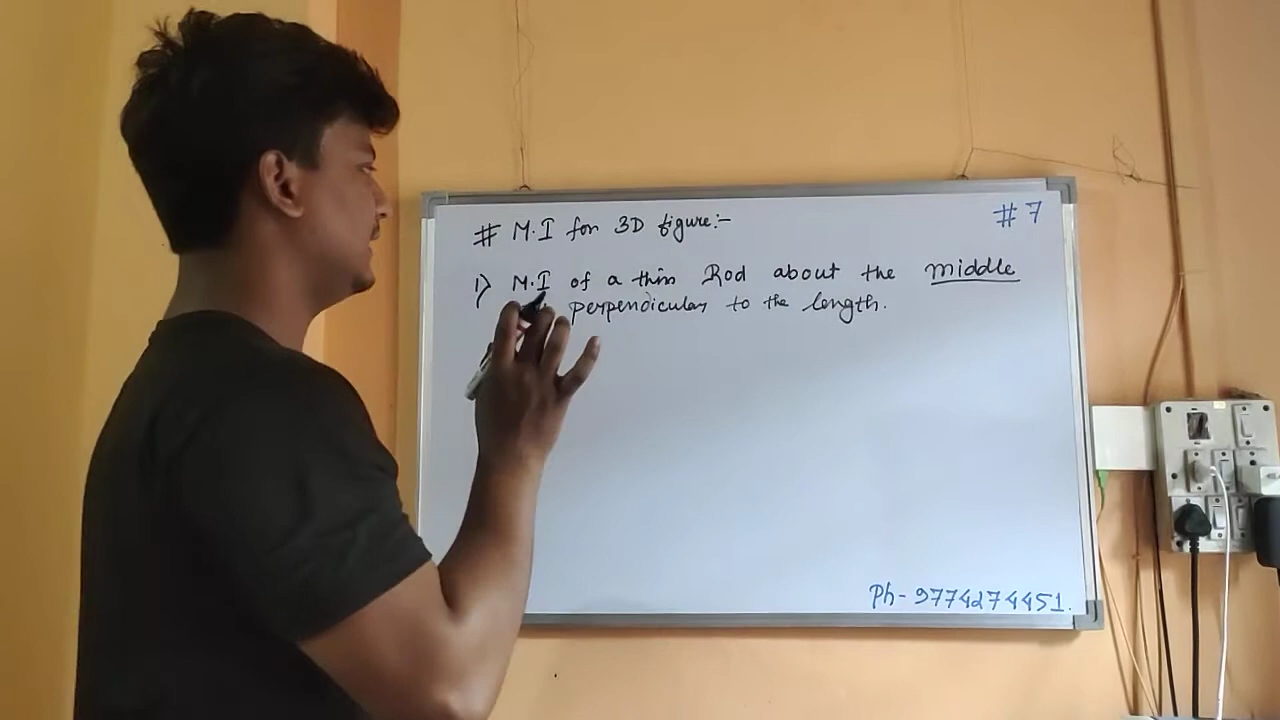 # M.I for 3D figure:-
#7
1) M.I of a thin Rod about the middle
perpendicular to the length.
Ph- 9774274451.